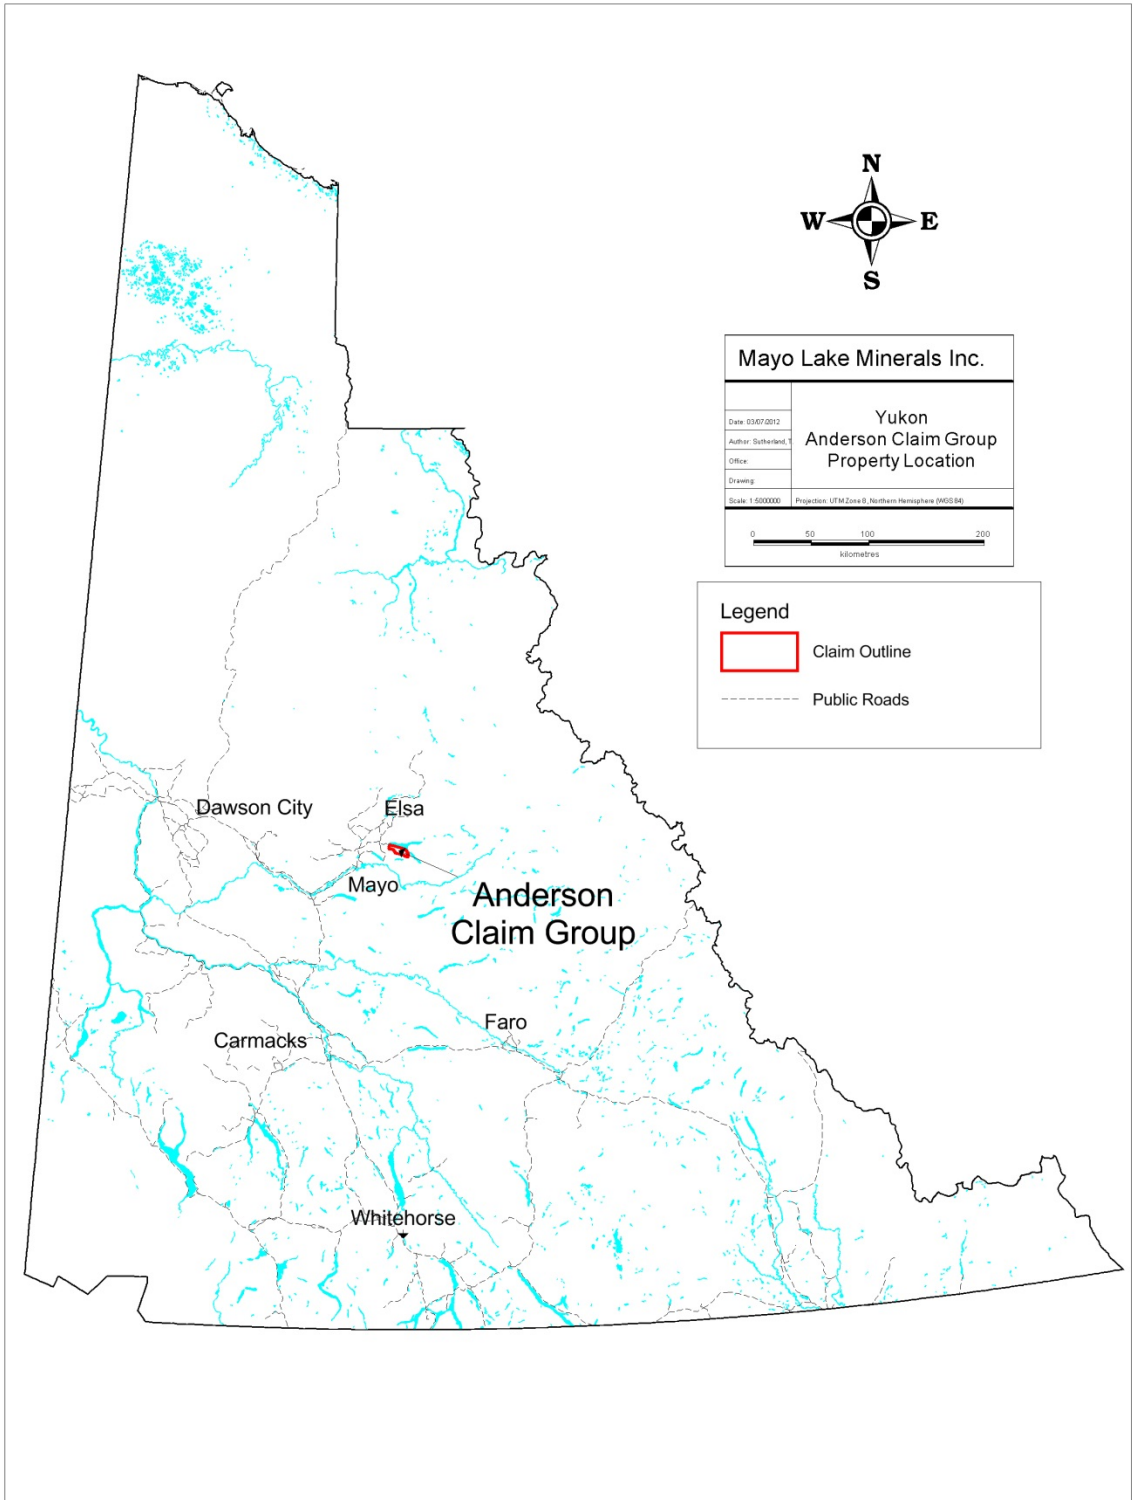 N
W E
S
Mayo Lake Minerals Inc.
Yukon
Anderson Claim Group
Property Location
Date: 03/07/2012
Author: Sutherland, T
Office:
Drawing:
Scale: 1:5000000
Projection: UTM Zone 8, Northern Hemisphere (WGS 84)
0 50 100 200
kilometres
Legend
Claim Outline
Public Roads
Dawson City
Elsa
Mayo
Anderson
Claim Group
Faro
Carmacks
Whitehorse